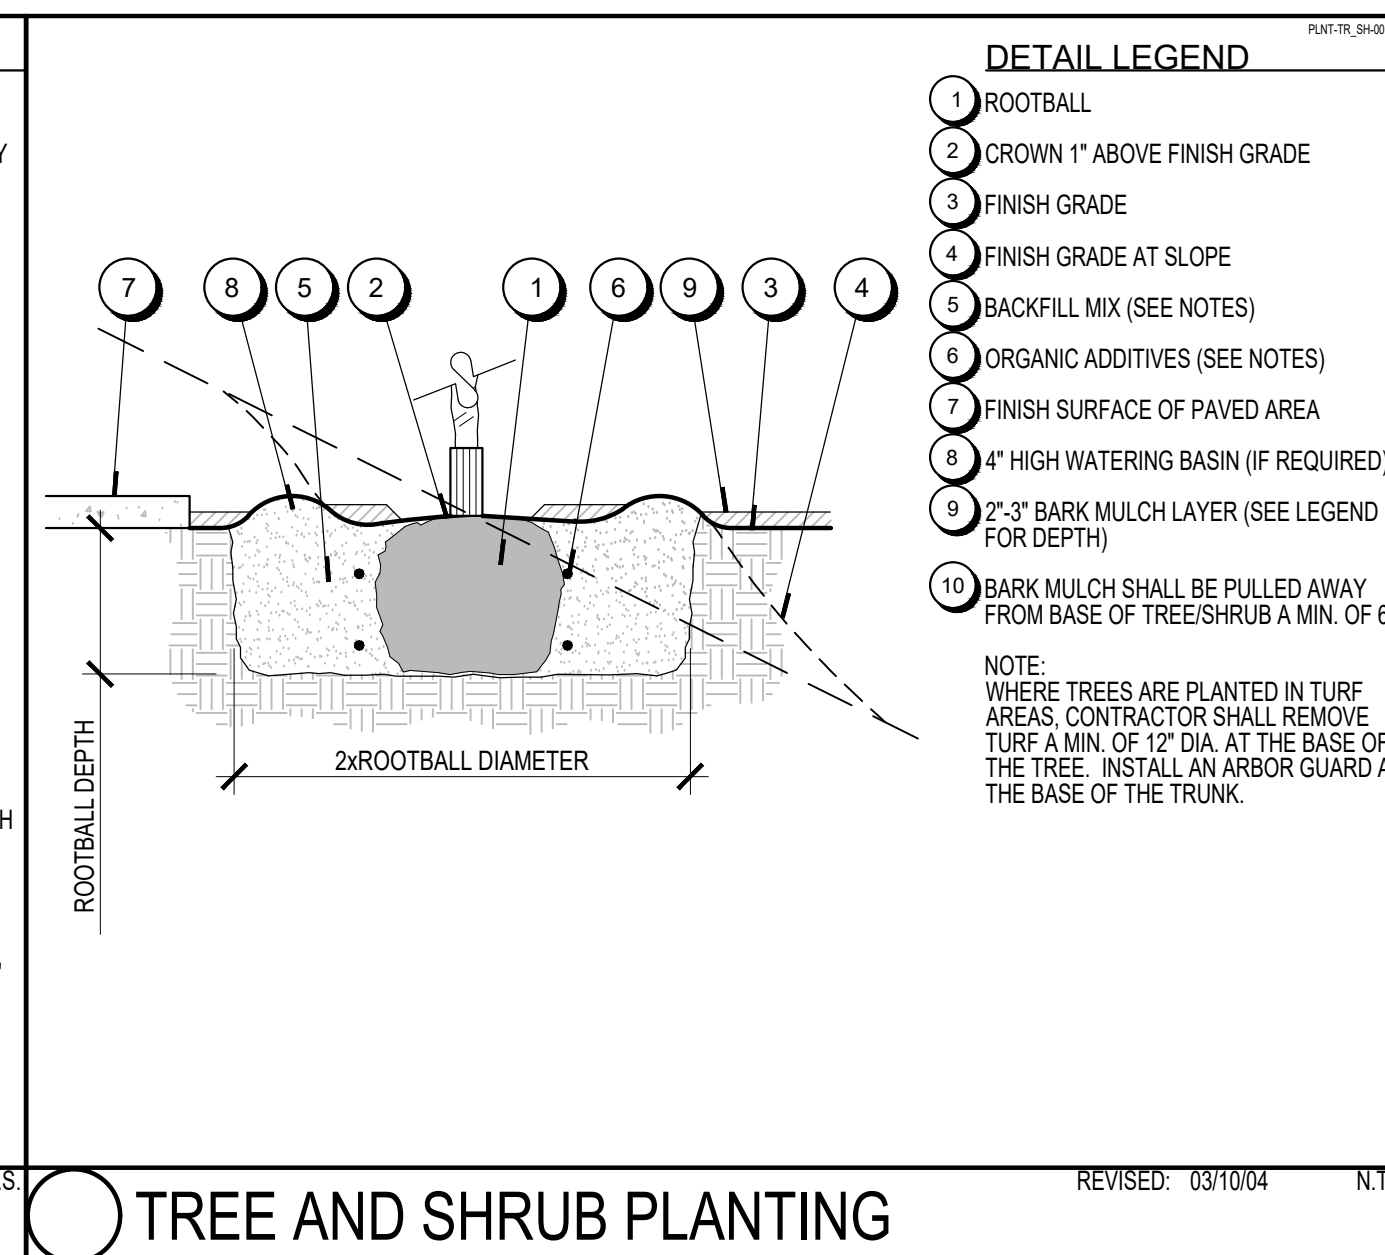 PLNT-TR_SH-00
DETAIL LEGEND
1 ROOTBALL
2 CROWN 1" ABOVE FINISH GRADE
3 FINISH GRADE
4 FINISH GRADE AT SLOPE
5 BACKFILL MIX (SEE NOTES)
6 ORGANIC ADDITIVES (SEE NOTES)
7 FINISH SURFACE OF PAVED AREA
8 4" HIGH WATERING BASIN (IF REQUIRED)
9 2"-3" BARK MULCH LAYER (SEE LEGEND
FOR DEPTH)
10 BARK MULCH SHALL BE PULLED AWAY
FROM BASE OF TREE/SHRUB A MIN. OF 6
NOTE:
WHERE TREES ARE PLANTED IN TURF
AREAS, CONTRACTOR SHALL REMOVE
TURF A MIN. OF 12" DIA. AT THE BASE OF
THE TREE. INSTALL AN ARBOR GUARD A
THE BASE OF THE TRUNK.
7 8 5 2 1 6 9 3 4
2xROOTBALL DIAMETER
ROOTBALL DEPTH
Y
H
,
.S.
TREE AND SHRUB PLANTING
REVISED: 03/10/04
N.T